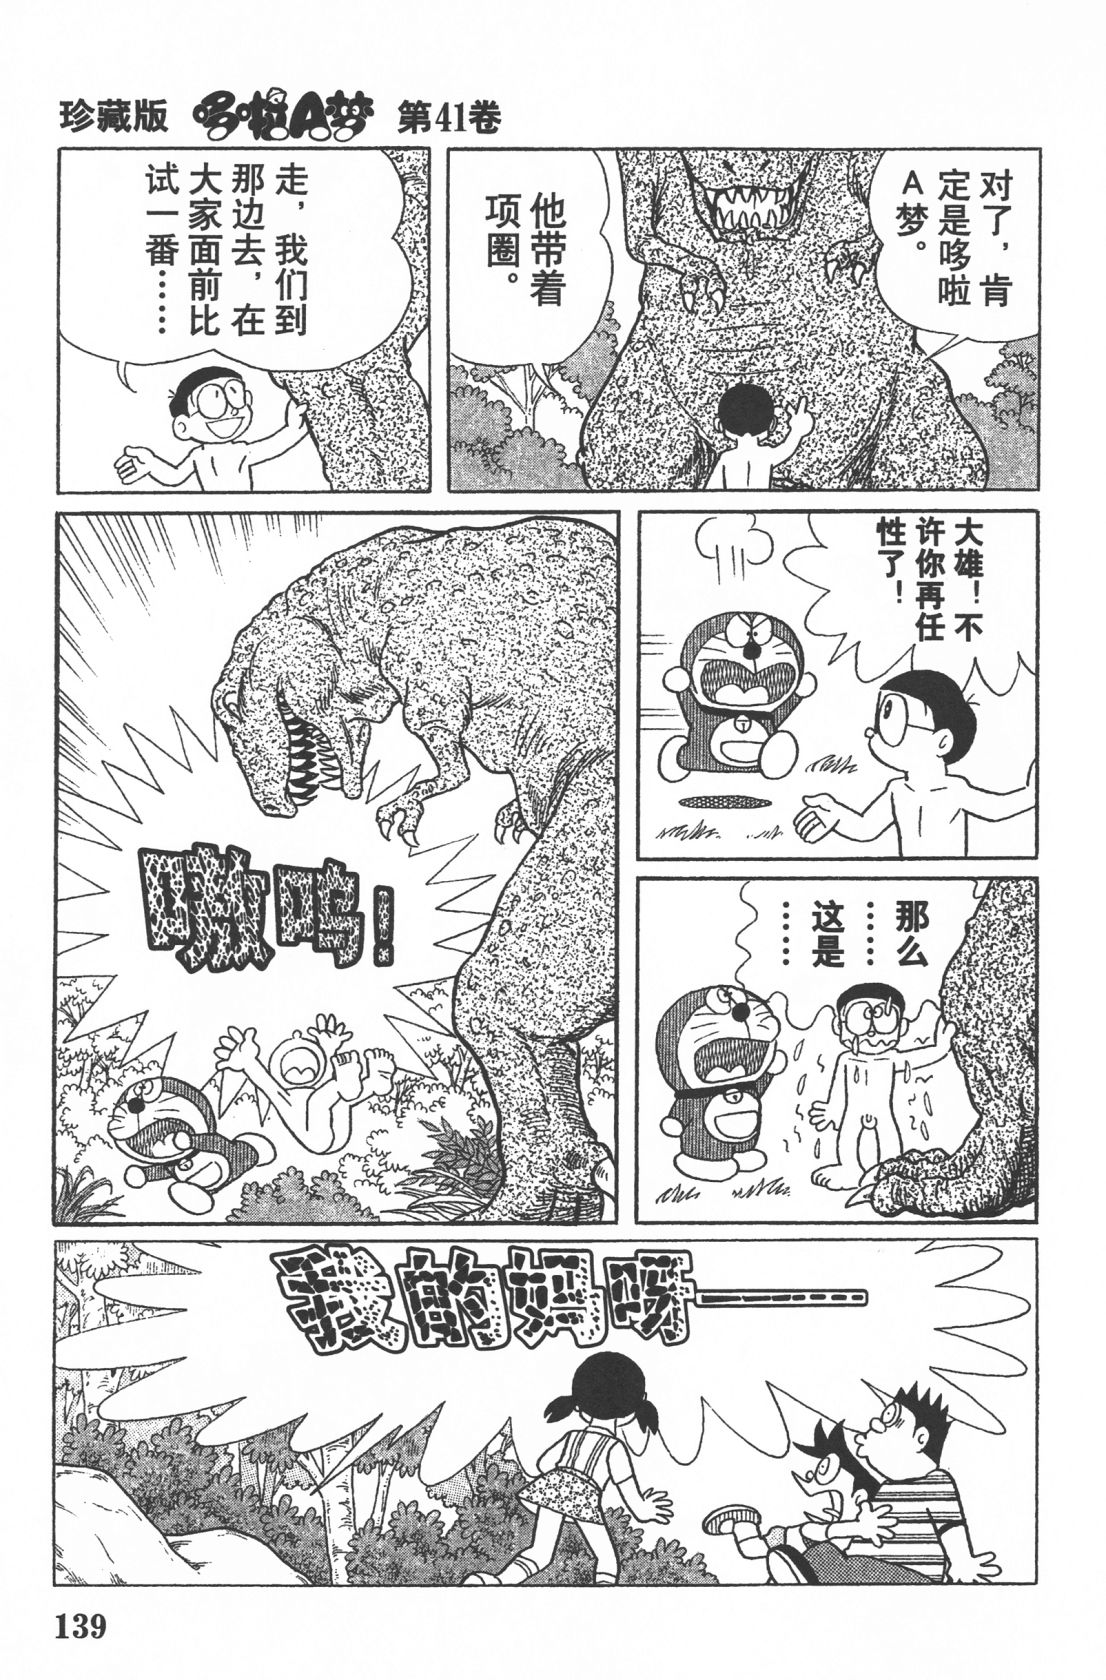 珍藏版 哆啦A梦 第41卷
对了，肯
定是哆啦
A梦。
他带着
项圈。
走，我们到
那边去，在
大家面前比
试一番……
大雄！不
许你再任
性了！
那么
……
这是
……
嗷呜！
我的妈呀——
139